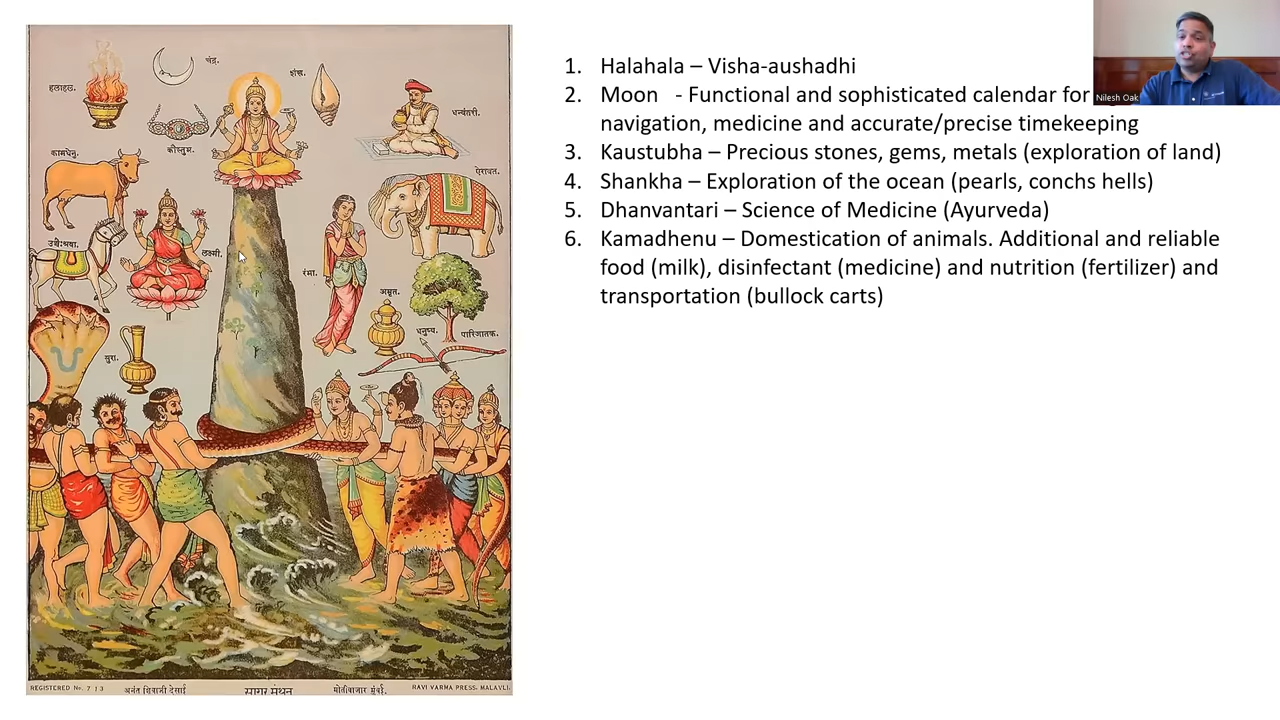 हलाहल.
चंद्र.
शंख.
धन्वंतरी.
कौस्तुभ.
कामधेनु.
ऐरावत.
उच्चैःश्रवा.
लक्ष्मी.
रंभा.
अमृत.
धनुष्य.
पारिजातक.
सुरा.
REGISTERED No. 713
अनंत शिवाजी देसाई
सागर मंथन
मोतीबाजार मुंबई.
RAVI VARMA PRESS. MALAVLI.
1. Halahala – Visha-aushadhi
2. Moon - Functional and sophisticated calendar for
navigation, medicine and accurate/precise timekeeping
3. Kaustubha – Precious stones, gems, metals (exploration of land)
4. Shankha – Exploration of the ocean (pearls, conchs hells)
5. Dhanvantari – Science of Medicine (Ayurveda)
6. Kamadhenu – Domestication of animals. Additional and reliable
food (milk), disinfectant (medicine) and nutrition (fertilizer) and
transportation (bullock carts)
Nilesh Oak